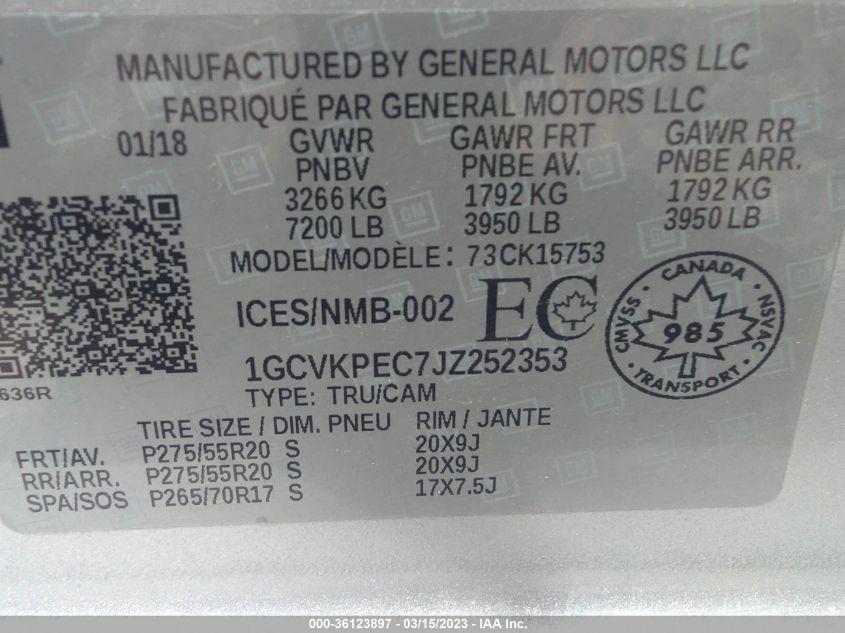 MANUFACTURED BY GENERAL MOTORS LLC
FABRIQUÉ PAR GENERAL MOTORS LLC
01/18 GVWR GAWR FRT GAWR RR
PNBV PNBE AV. PNBE ARR.
3266 KG 1792 KG 1792 KG
7200 LB 3950 LB 3950 LB
MODEL/MODÈLE: 73CK15753
ICES/NMB-002 EC
CANADA
CMVSS 985 NSVAC
TRANSPORT
1GCVKPEC7JZ252353
636R TYPE: TRU/CAM
TIRE SIZE / DIM. PNEU RIM / JANTE
FRT/AV. P275/55R20 S 20X9J
RR/ARR. P275/55R20 S 20X9J
SPA/SOS P265/70R17 S 17X7.5J
GM
000-36123897 - 03/15/2023 - IAA Inc.